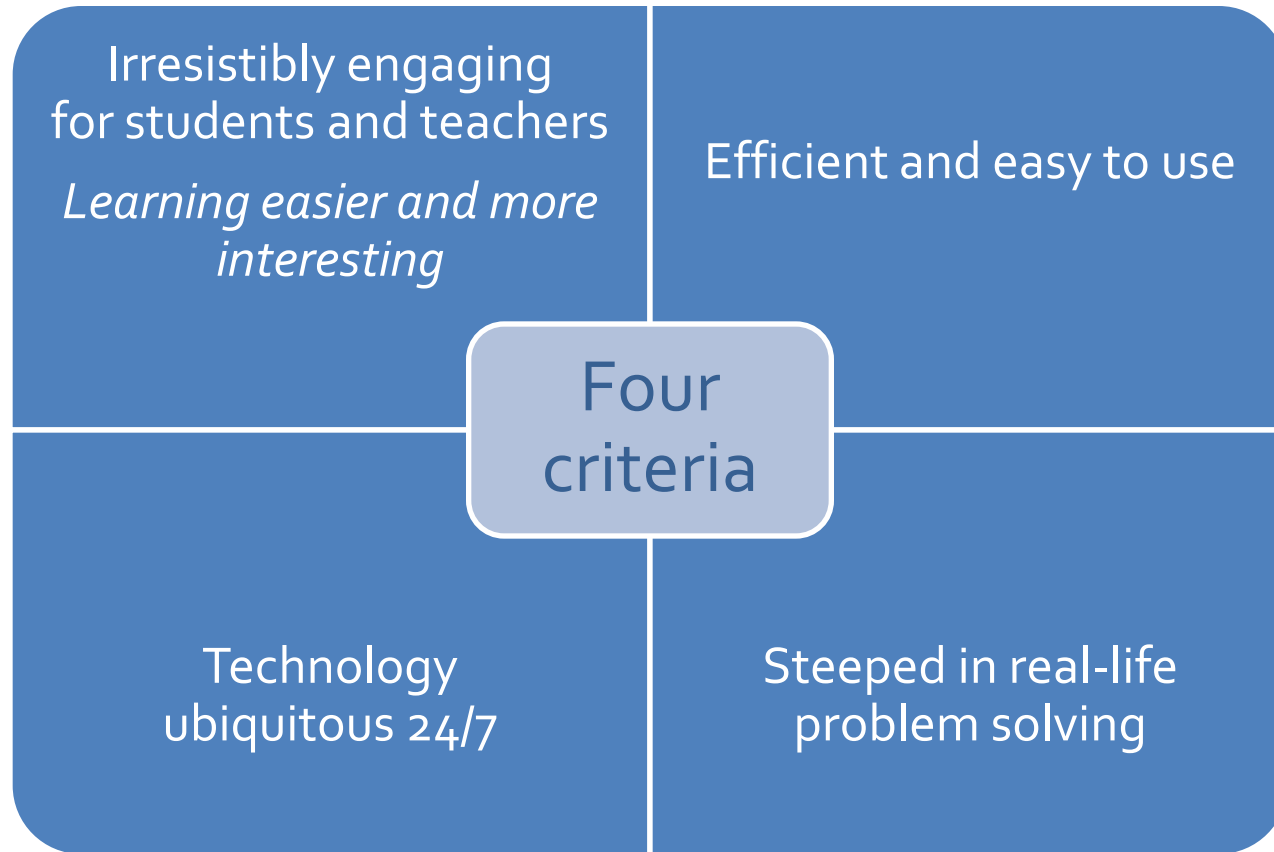 Irresistibly engaging
for students and teachers
Learning easier and more
interesting
Efficient and easy to use
Four
criteria
Technology
ubiquitous 24/7
Steeped in real-life
problem solving